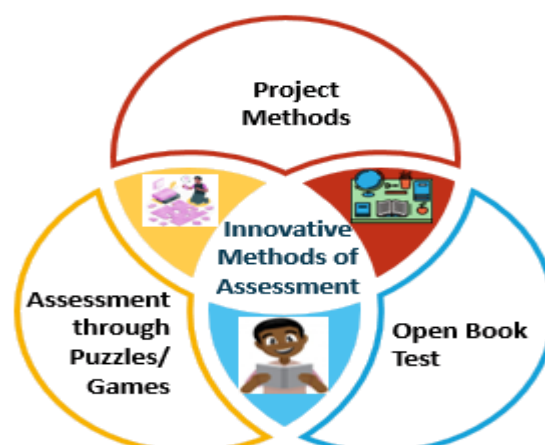 Project
Methods
Innovative
Methods of
Assessment
Assessment
through
Puzzles/
Games
Open Book
Test